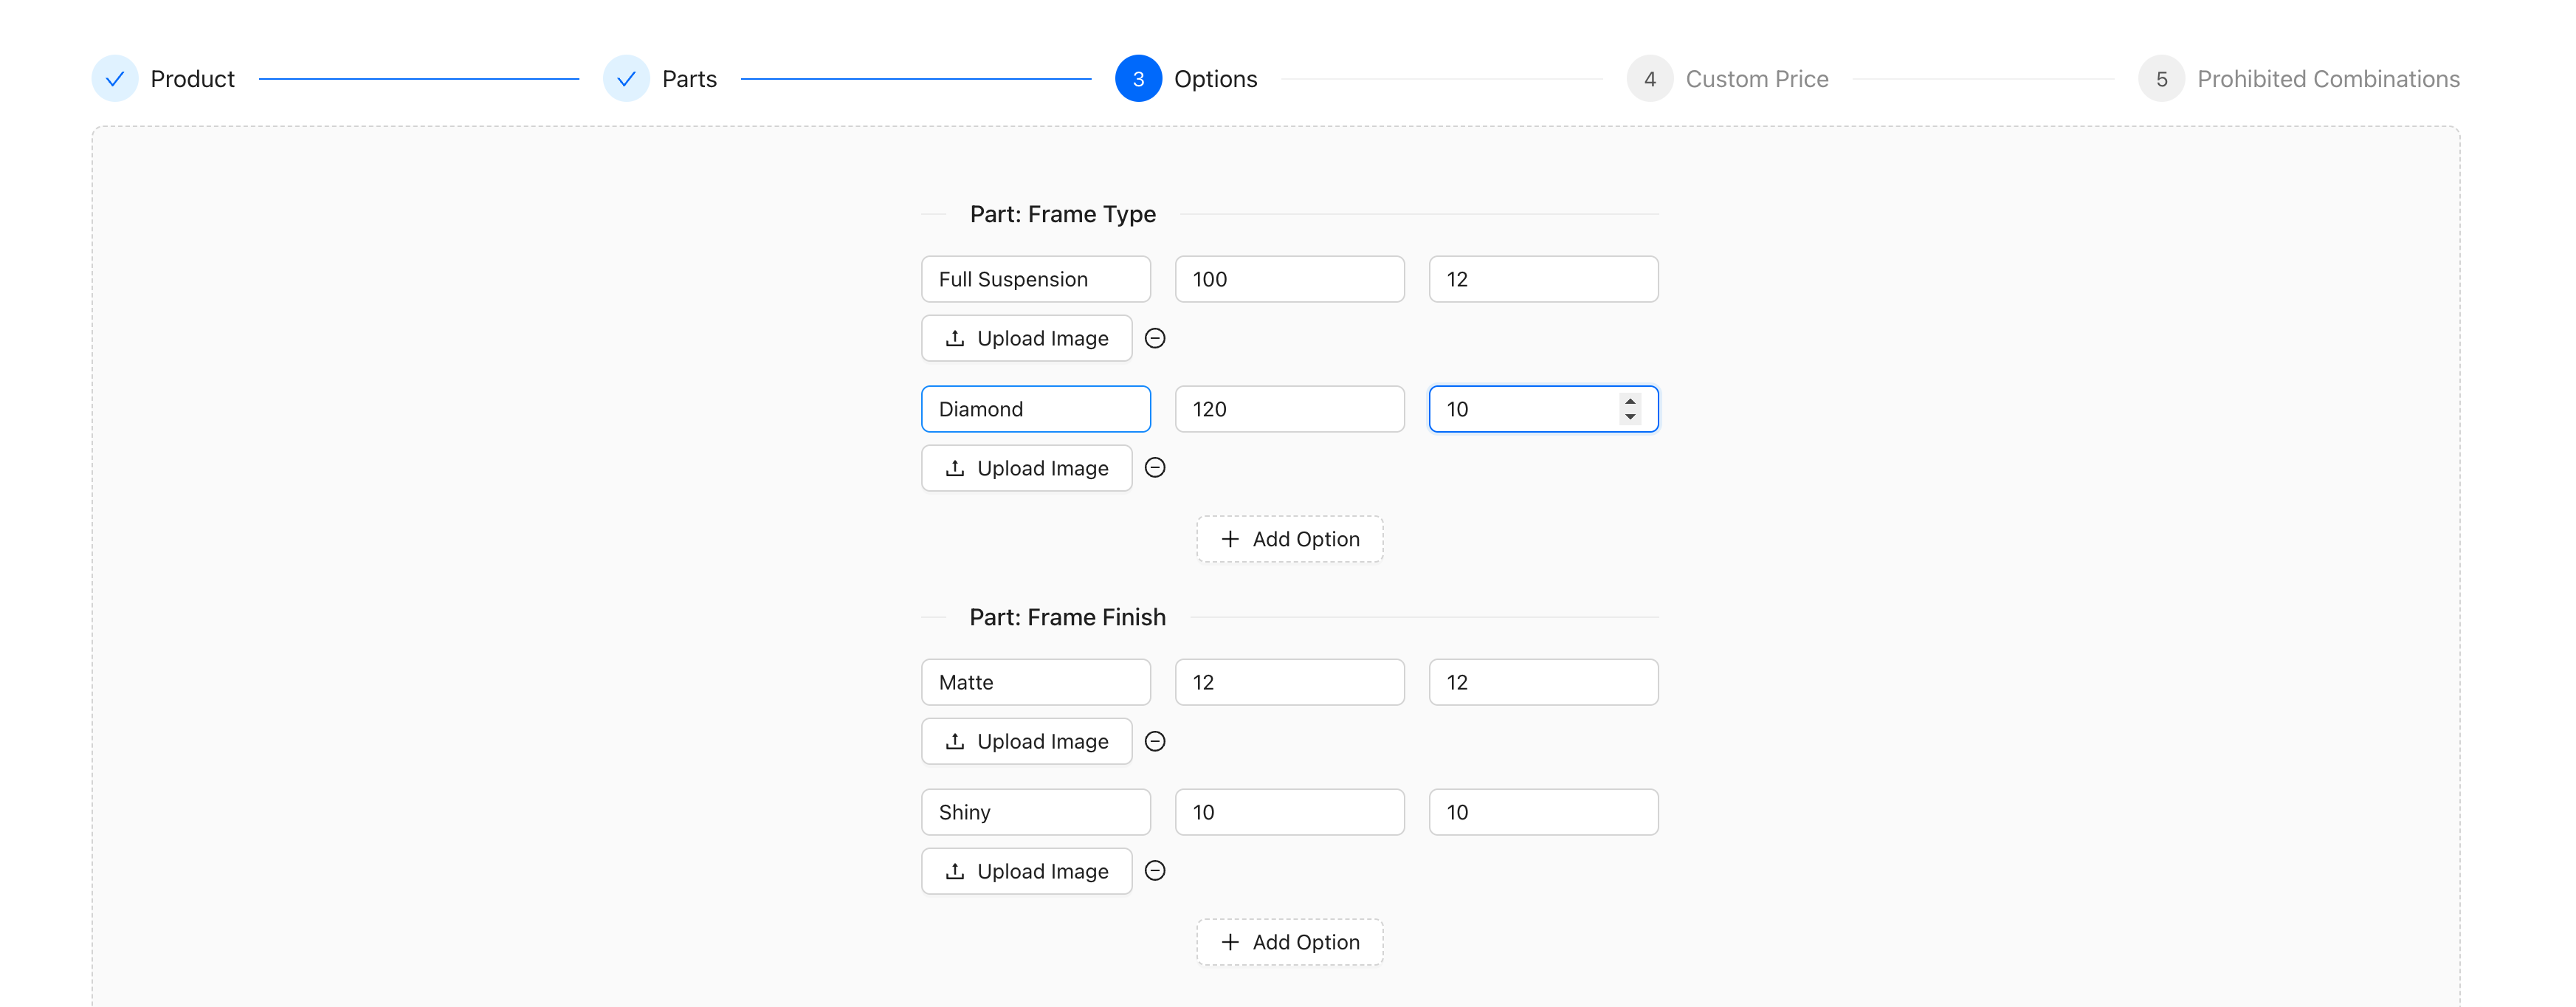 Product Parts 3 Options 4 Custom Price 5 Prohibited Combinations
Part: Frame Type
Full Suspension 100 12
Upload Image
Diamond 120 10
Upload Image
+ Add Option
Part: Frame Finish
Matte 12 12
Upload Image
Shiny 10 10
Upload Image
+ Add Option